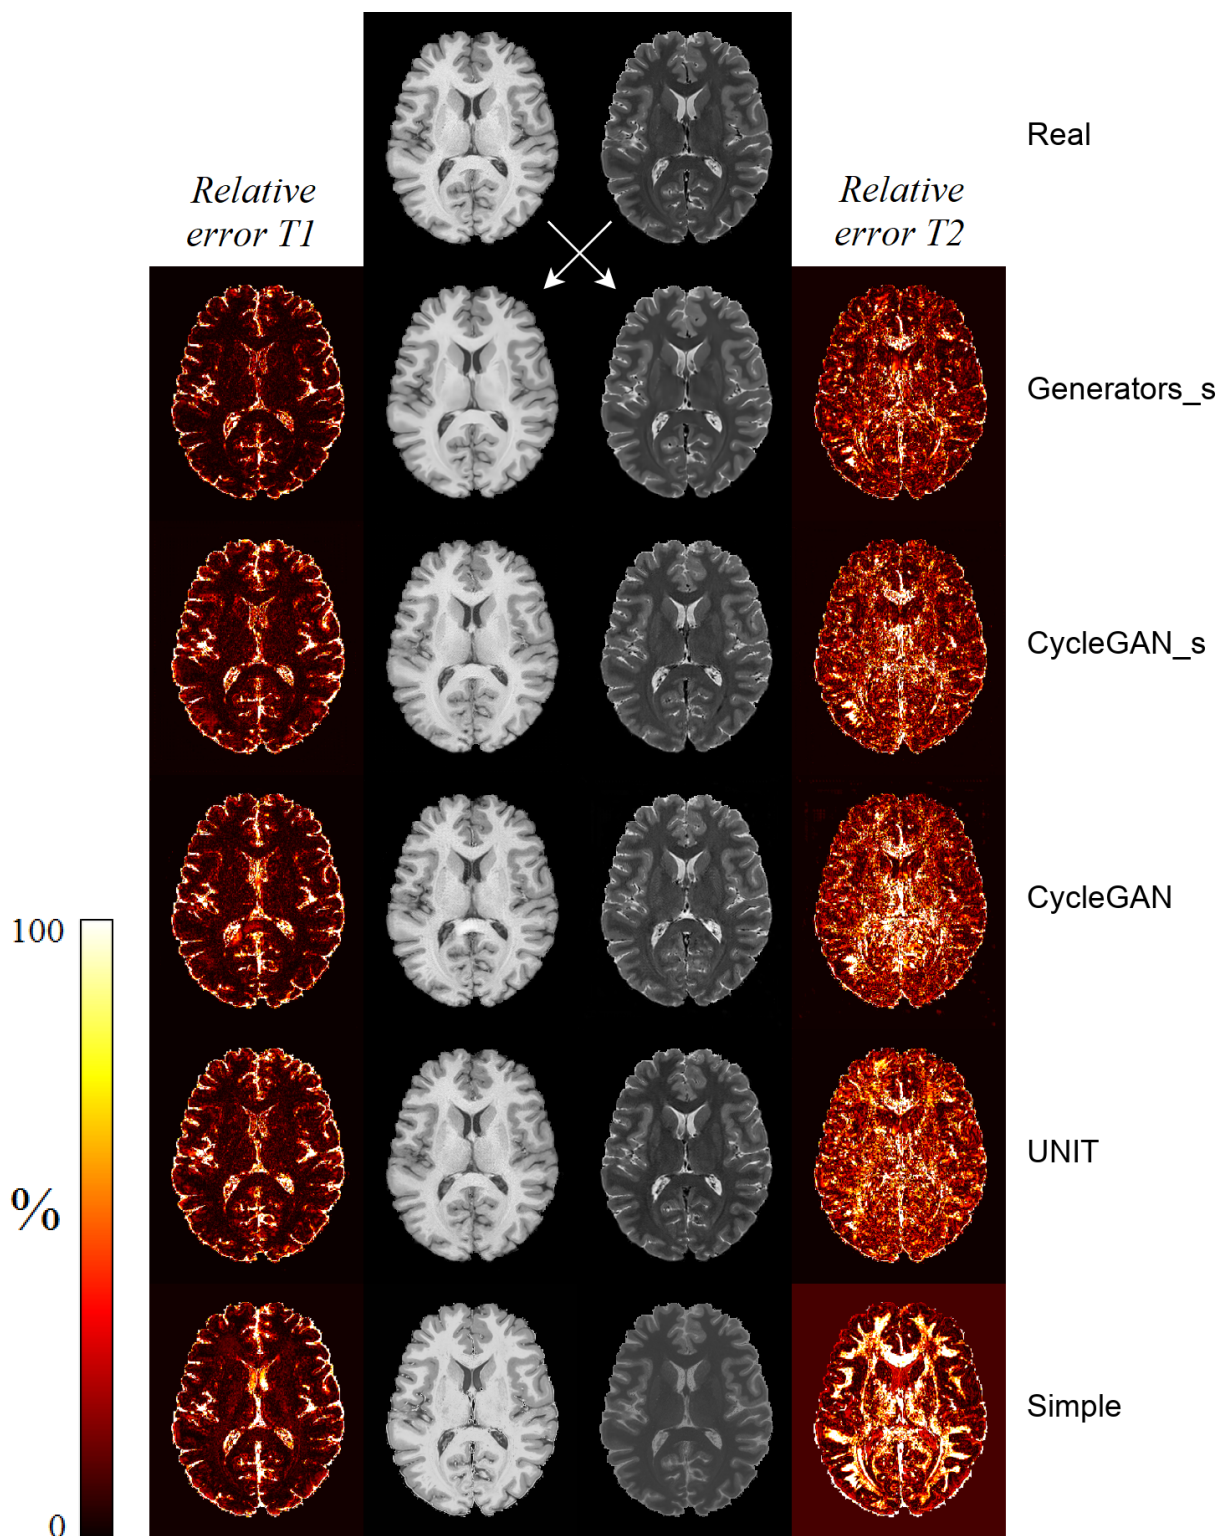 Real
Relative
error T1
Relative
error T2
Generators_s
CycleGAN_s
CycleGAN
100
%
UNIT
Simple
0